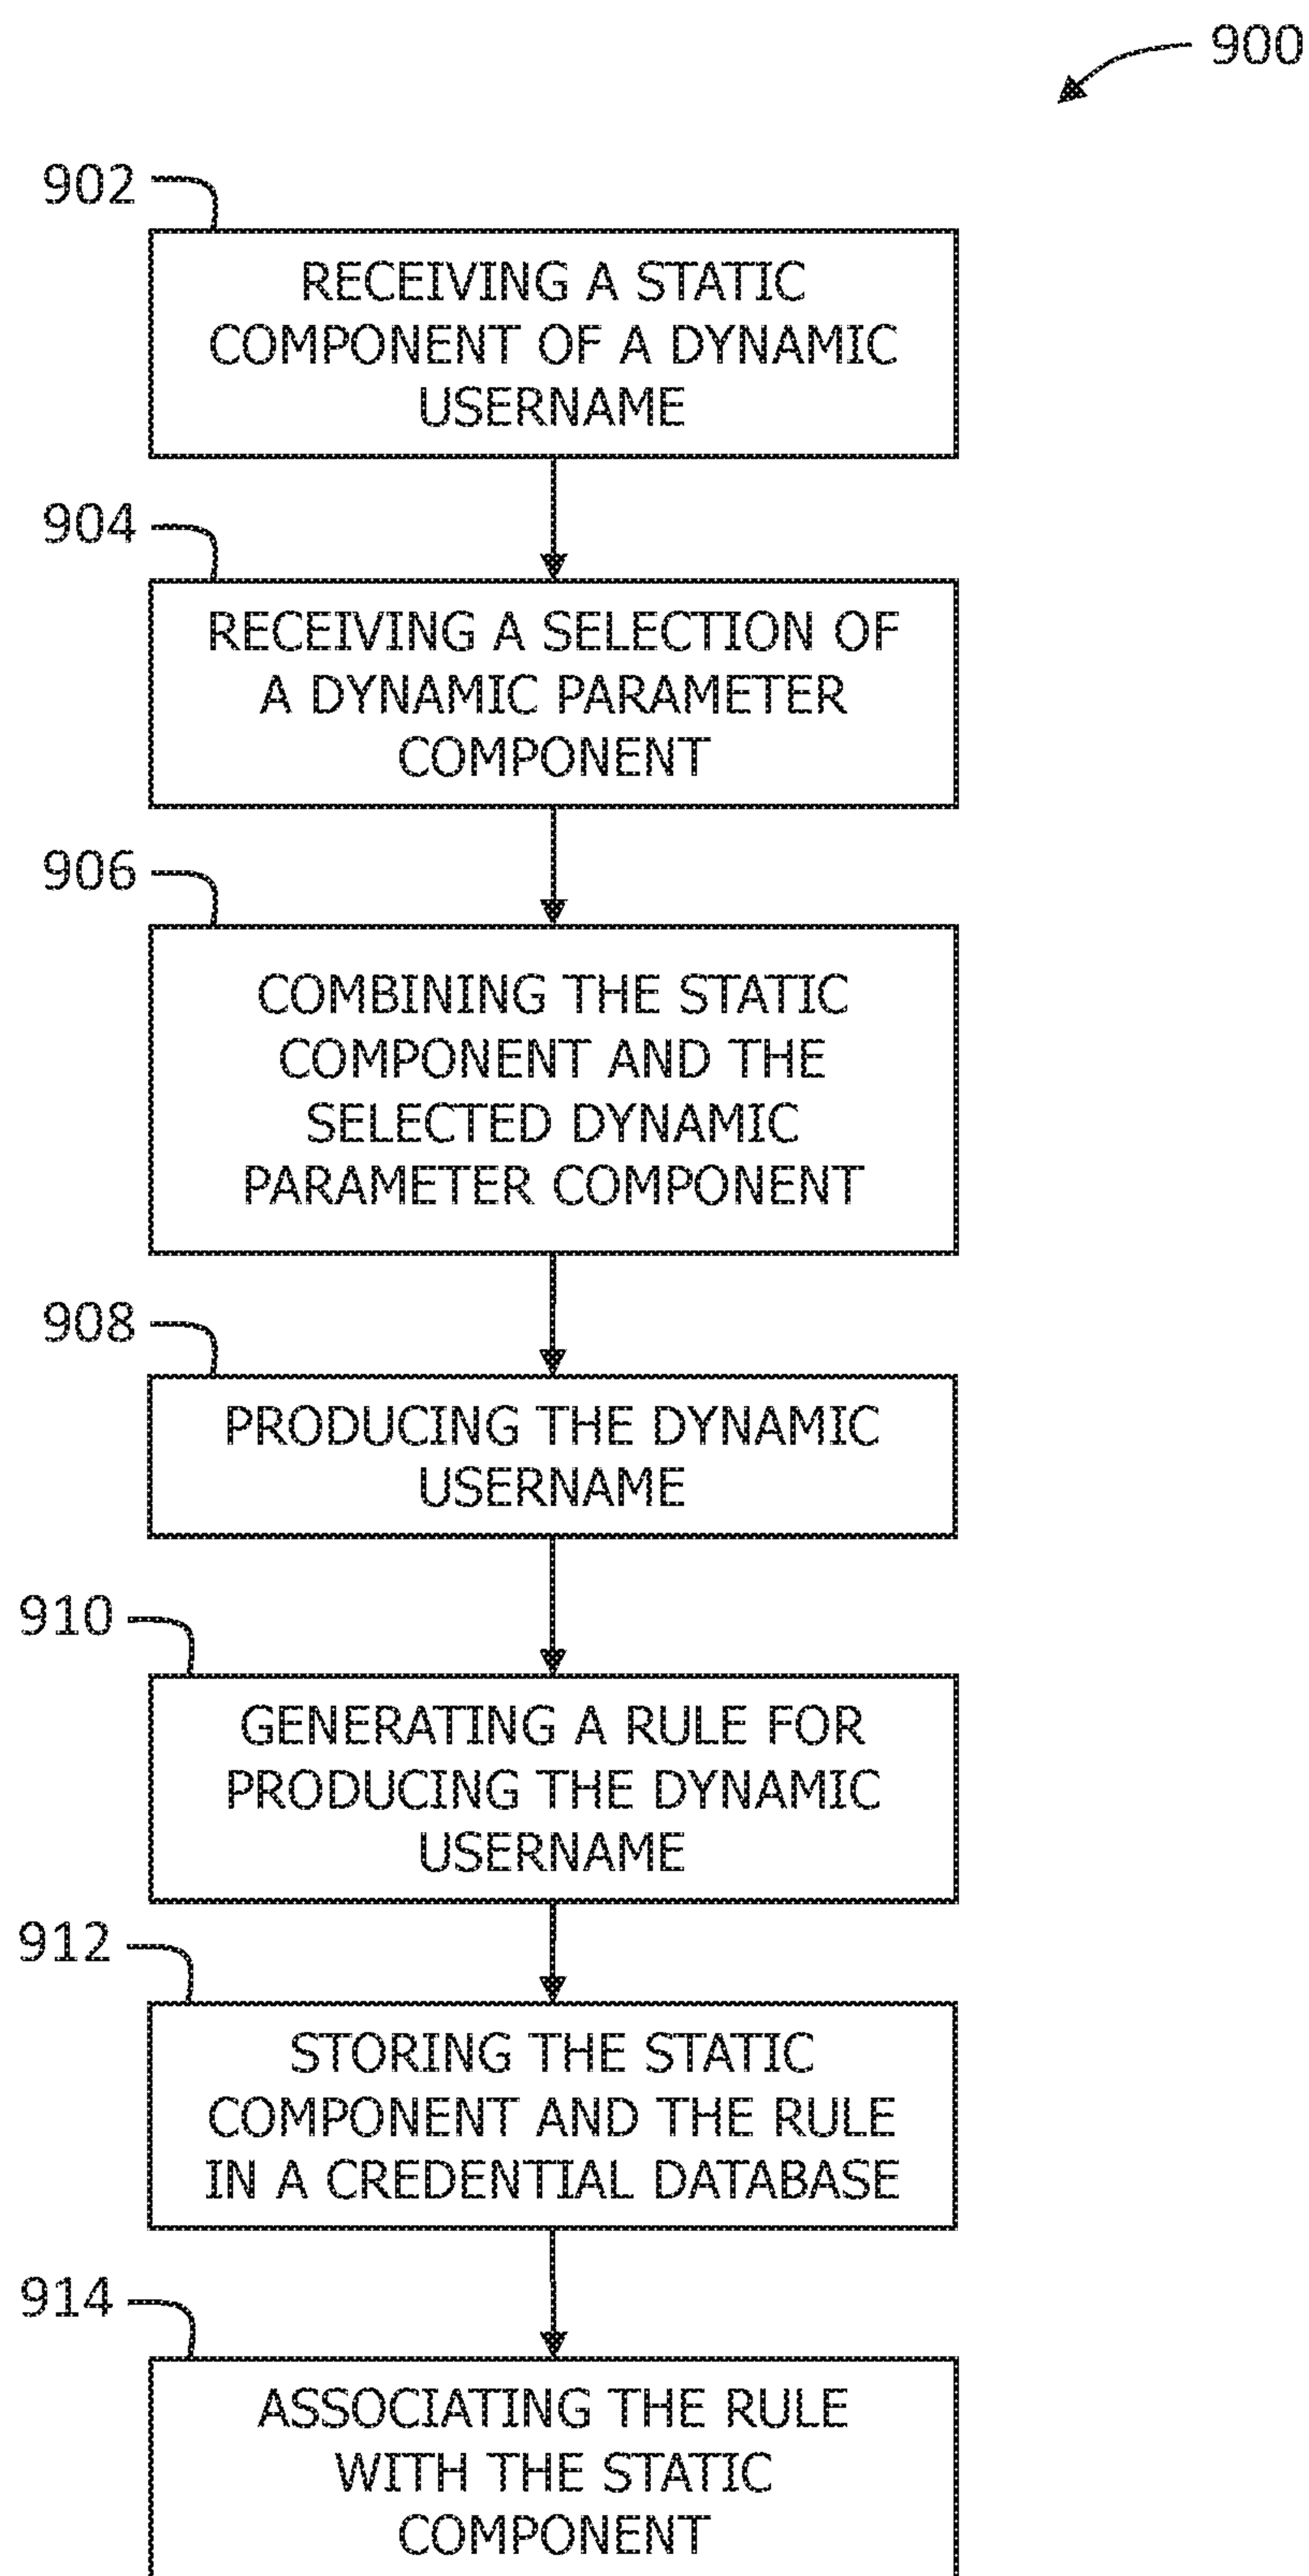 900
902
RECEIVING A STATIC
COMPONENT OF A DYNAMIC
USERNAME
904
RECEIVING A SELECTION OF
A DYNAMIC PARAMETER
COMPONENT
906
COMBINING THE STATIC
COMPONENT AND THE
SELECTED DYNAMIC
PARAMETER COMPONENT
908
PRODUCING THE DYNAMIC
USERNAME
910
GENERATING A RULE FOR
PRODUCING THE DYNAMIC
USERNAME
912
STORING THE STATIC
COMPONENT AND THE RULE
IN A CREDENTIAL DATABASE
914
ASSOCIATING THE RULE
WITH THE STATIC
COMPONENT